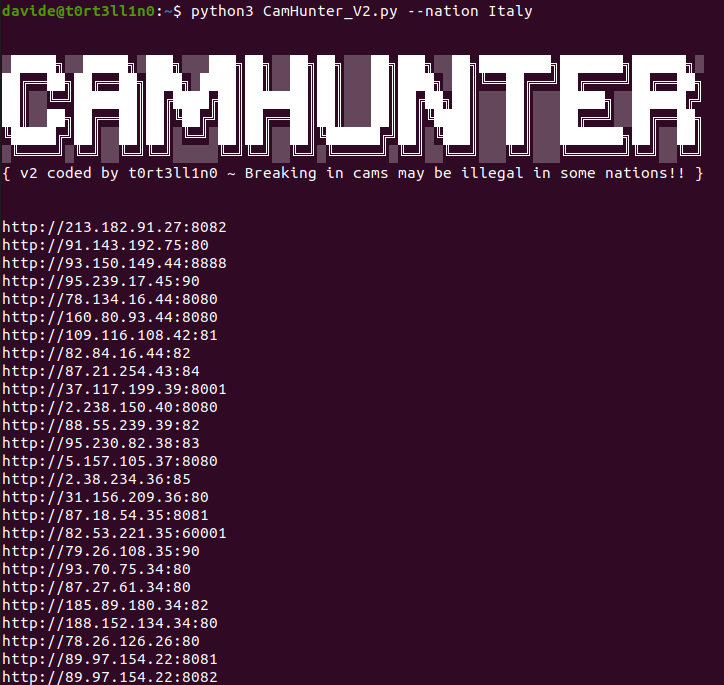 davide@t0rt3ll1n0:~$ python3 CamHunter_V2.py --nation Italy
CAMHUNTER
{ v2 coded by t0rt3ll1n0 ~ Breaking in cams may be illegal in some nations!! }
http://213.182.91.27:8082
http://91.143.192.75:80
http://93.150.149.44:8888
http://95.239.17.45:90
http://78.134.16.44:8080
http://160.80.93.44:8080
http://109.116.108.42:81
http://82.84.16.44:82
http://87.21.254.43:84
http://37.117.199.39:8001
http://2.238.150.40:8080
http://88.55.239.39:82
http://95.230.82.38:83
http://5.157.105.37:8080
http://2.38.234.36:85
http://31.156.209.36:80
http://87.18.54.35:8081
http://82.53.221.35:60001
http://79.26.108.35:90
http://93.70.75.34:80
http://87.27.61.34:80
http://185.89.180.34:82
http://188.152.134.34:80
http://78.26.126.26:80
http://89.97.154.22:8081
http://89.97.154.22:8082